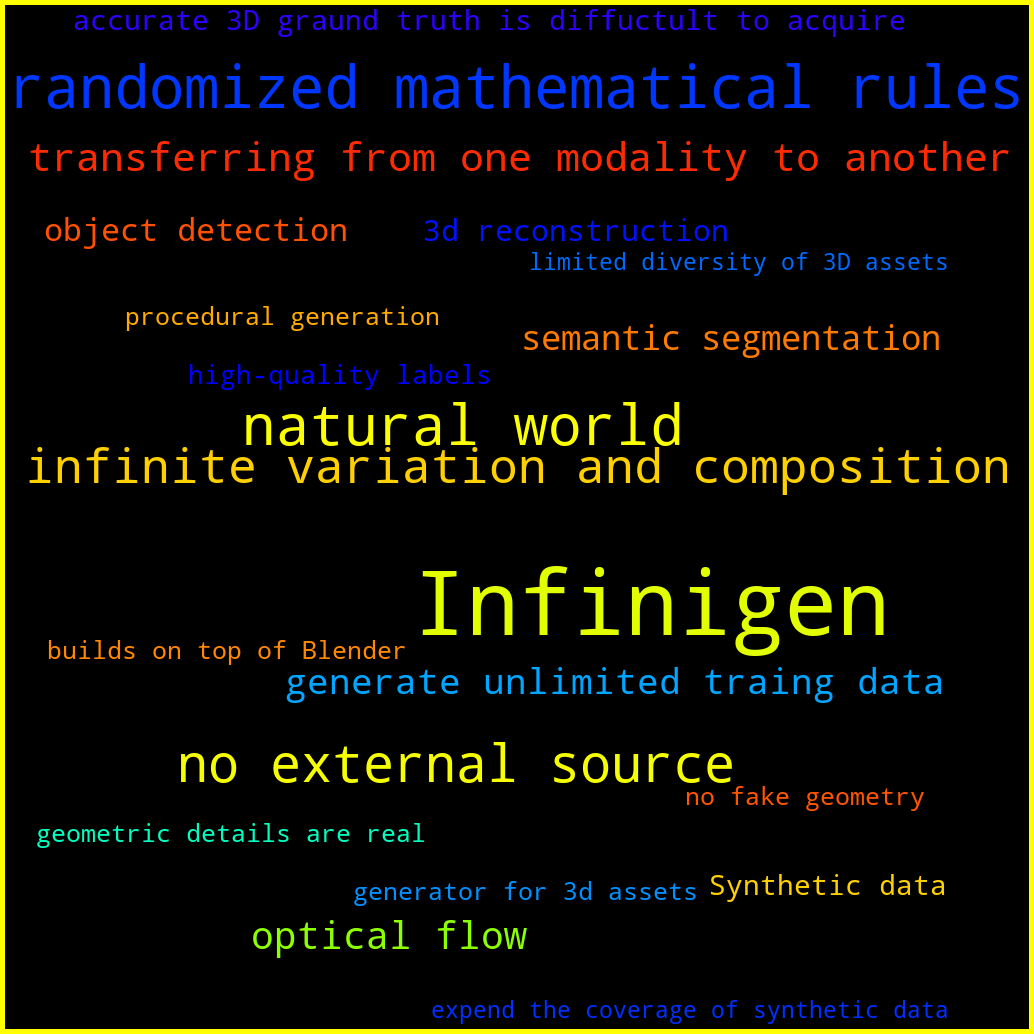 accurate 3D graund truth is diffuctult to acquire
randomized mathematical rules
transferring from one modality to another
object detection
3d reconstruction
limited diversity of 3D assets
procedural generation
semantic segmentation
high-quality labels
natural world
infinite variation and composition
Infinigen
builds on top of Blender
generate unlimited traing data
no external source
no fake geometry
geometric details are real
generator for 3d assets
Synthetic data
optical flow
expend the coverage of synthetic data